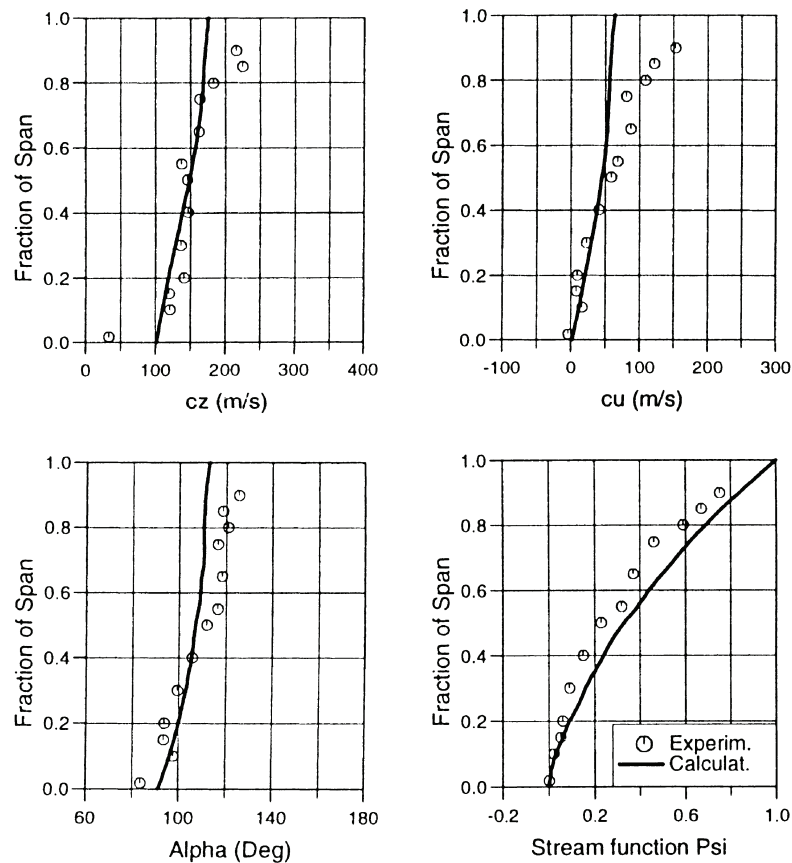 1.0
0.8
0.6
0.4
0.2
0.0
Fraction of Span
0 100 200 300 400
cz (m/s)
1.0
0.8
0.6
0.4
0.2
0.0
Fraction of Span
-100 0 100 200 300
cu (m/s)
1.0
0.8
0.6
0.4
0.2
0.0
Fraction of Span
60 100 140 180
Alpha (Deg)
1.0
0.8
0.6
0.4
0.2
0.0
Fraction of Span
Experim.
Calculat.
-0.2 0.2 0.6 1.0
Stream function Psi